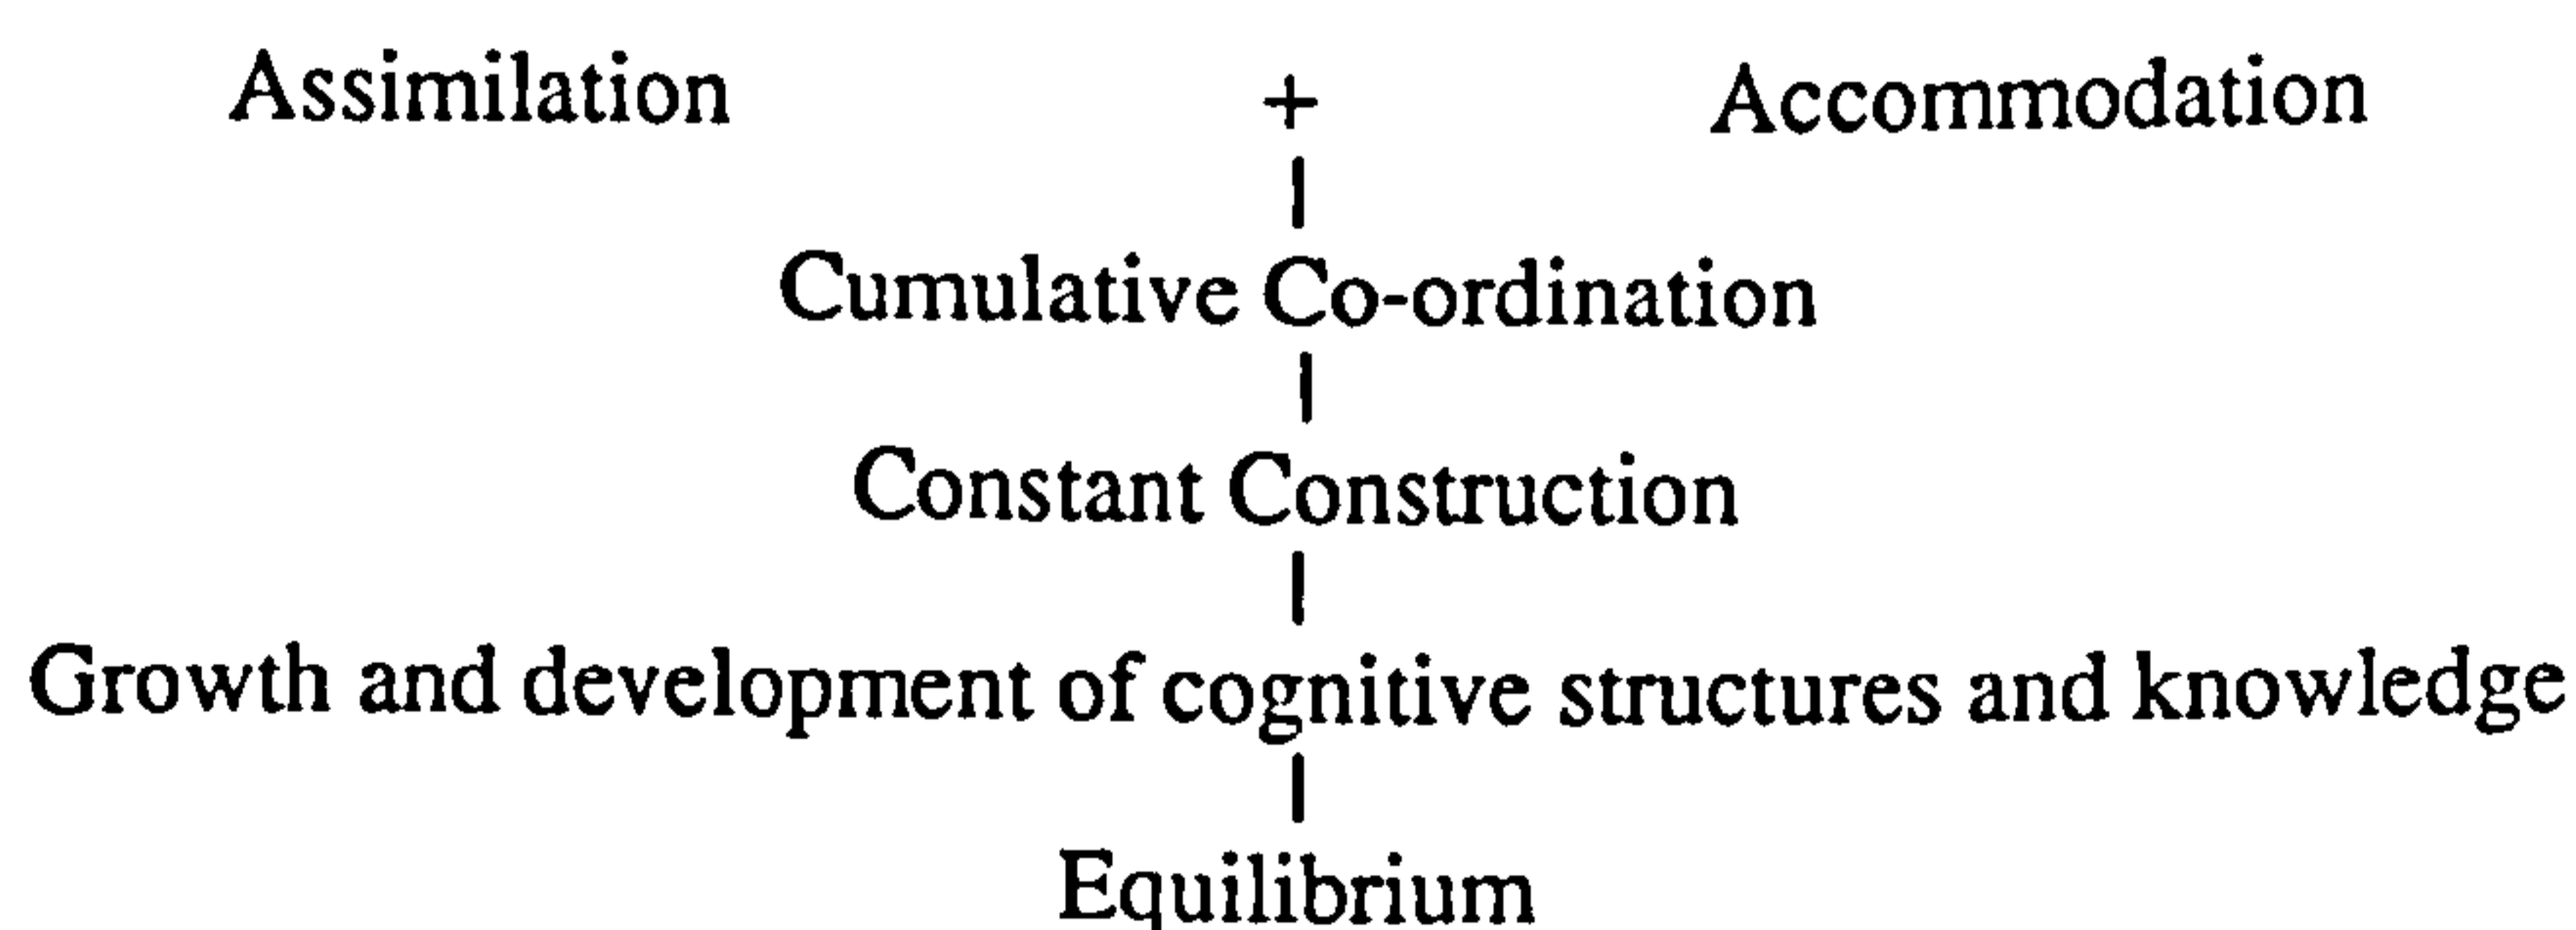 Assimilation + Accommodation
Cumulative Co-ordination
Constant Construction
Growth and development of cognitive structures and knowledge
Equilibrium